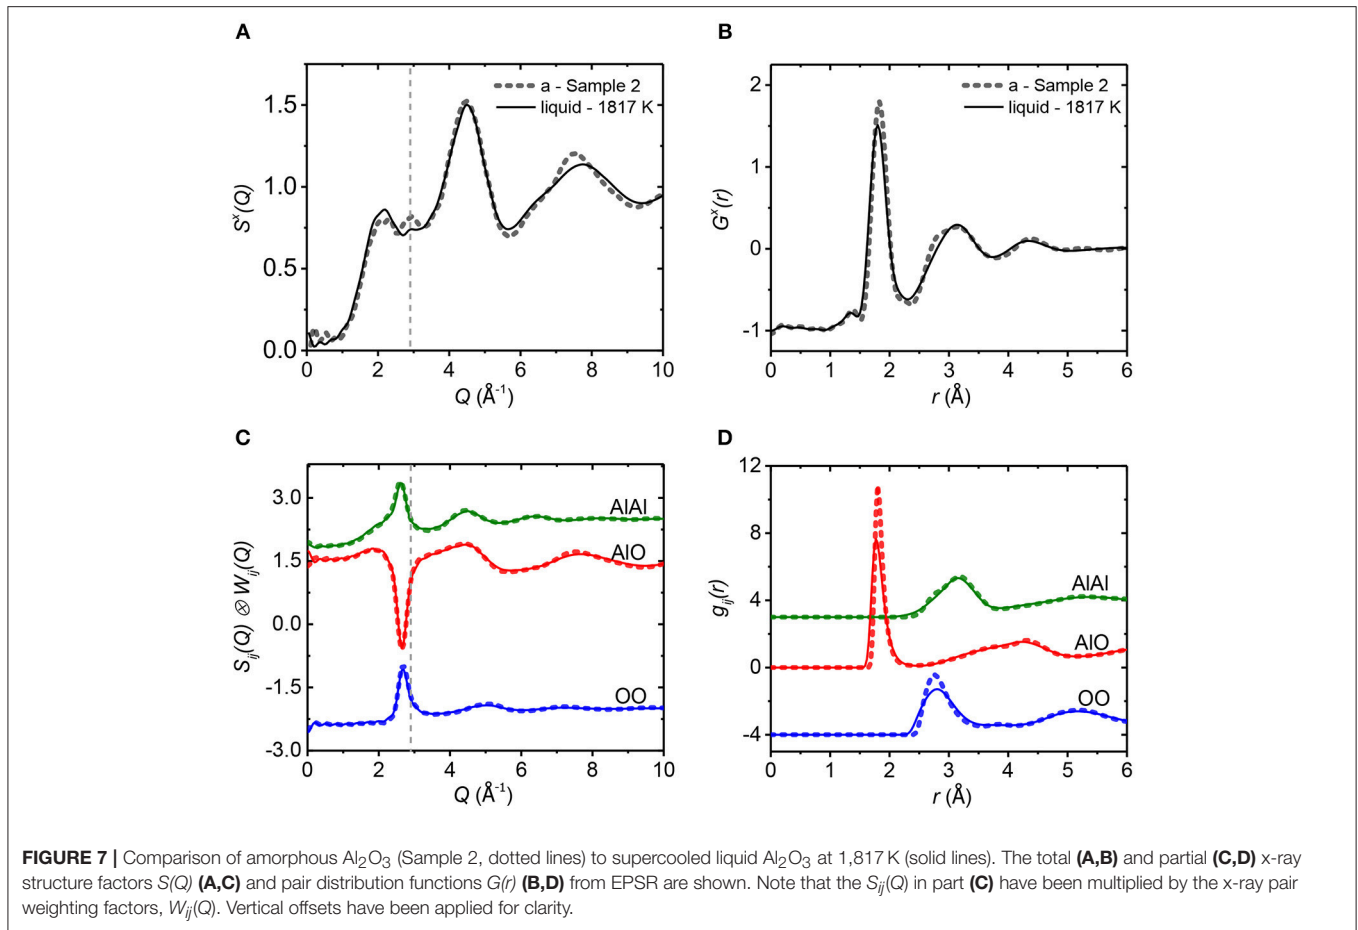 A
B
1.5
1.0
0.5
0.0
Sˣ(Q)
a - Sample 2
liquid - 1817 K
0 2 4 6 8 10
Q (Å⁻¹)
2
1
0
-1
Gˣ(r)
a - Sample 2
liquid - 1817 K
0 1 2 3 4 5 6
r (Å)
C
D
3.0
1.5
0.0
-1.5
-3.0
Sᵢⱼ(Q) ⊗ Wᵢⱼ(Q)
AlAl
AlO
OO
0 2 4 6 8 10
Q (Å⁻¹)
12
8
4
0
-4
gᵢⱼ(r)
AlAl
AlO
OO
0 1 2 3 4 5 6
r (Å)
FIGURE 7 | Comparison of amorphous Al₂O₃ (Sample 2, dotted lines) to supercooled liquid Al₂O₃ at 1,817 K (solid lines). The total (A,B) and partial (C,D) x-ray
structure factors S(Q) (A,C) and pair distribution functions G(r) (B,D) from EPSR are shown. Note that the Sᵢⱼ(Q) in part (C) have been multiplied by the x-ray pair
weighting factors, Wᵢⱼ(Q). Vertical offsets have been applied for clarity.